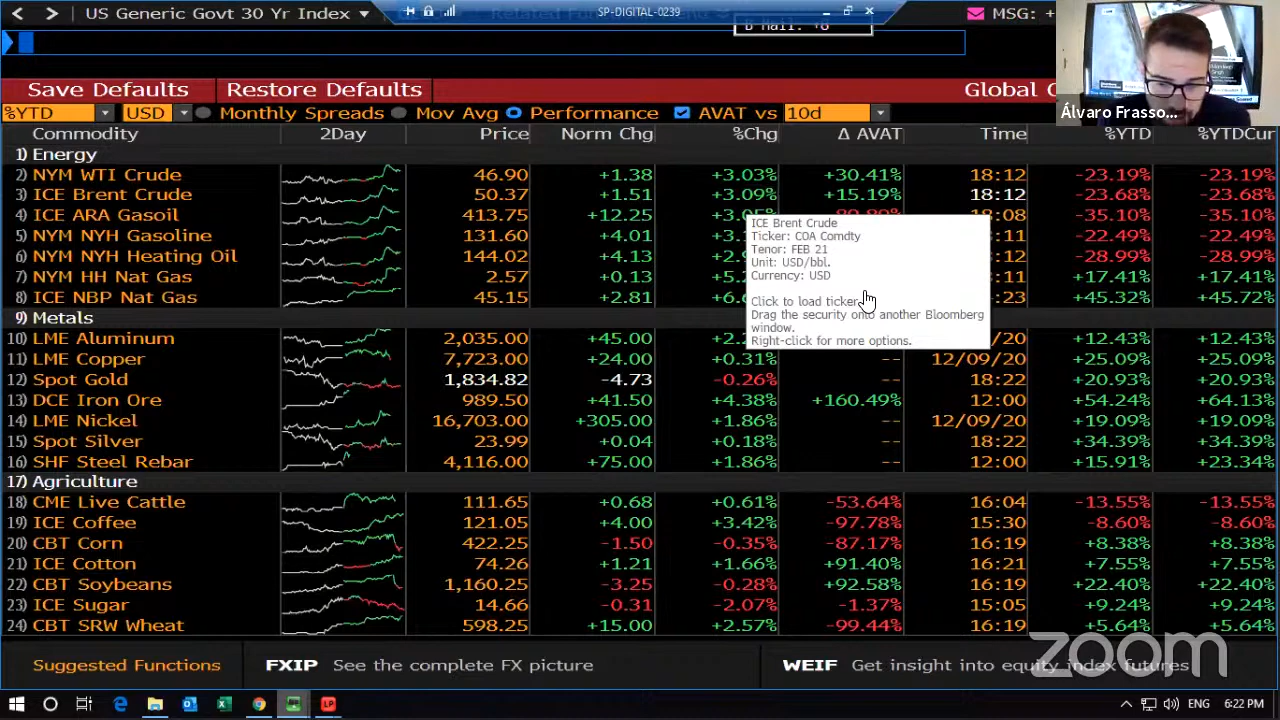 US Generic Govt 30 Yr Index
SP-DIGITAL-0239
MSG: +
B Mail: +8
Save Defaults Restore Defaults Global C
%YTD USD Monthly Spreads Mov Avg Performance AVAT vs 10d
Commodity 2Day Price Norm Chg %Chg Δ AVAT Time %YTD %YTDCur
1) Energy
2) NYM WTI Crude 46.90 +1.38 +3.03% +30.41% 18:12 -23.19% -23.19%
3) ICE Brent Crude 50.37 +1.51 +3.09% +15.19% 18:12 -23.68% -23.68%
4) ICE ARA Gasoil 413.75 +12.25 18:08 -35.10% -35.10%
5) NYM NYH Gasoline 131.60 +4.01 :11 -22.49% -22.49%
6) NYM NYH Heating Oil 144.02 +4.13 :11 -28.99% -28.99%
7) NYM HH Nat Gas 2.57 +0.13 :11 +17.41% +17.41%
8) ICE NBP Nat Gas 45.15 +2.81 :23 +45.32% +45.72%
ICE Brent Crude
Ticker: COA Comdty
Tenor: FEB 21
Unit: USD/bbl.
Currency: USD
Click to load ticker.
Drag the security onto another Bloomberg
window.
Right-click for more options.
9) Metals
10) LME Aluminum 2,035.00 +45.00 12/09/20 +12.43% +12.43%
11) LME Copper 7,723.00 +24.00 +0.31% -- 12/09/20 +25.09% +25.09%
12) Spot Gold 1,834.82 -4.73 -0.26% -- 18:22 +20.93% +20.93%
13) DCE Iron Ore 989.50 +41.50 +4.38% +160.49% 12:00 +54.24% +64.13%
14) LME Nickel 16,703.00 +305.00 +1.86% -- 12/09/20 +19.09% +19.09%
15) Spot Silver 23.99 +0.04 +0.18% -- 18:22 +34.39% +34.39%
16) SHF Steel Rebar 4,116.00 +75.00 +1.86% -- 12:00 +15.91% +23.34%
17) Agriculture
18) CME Live Cattle 111.65 +0.68 +0.61% -53.64% 16:04 -13.55% -13.55%
19) ICE Coffee 121.05 +4.00 +3.42% -97.78% 15:30 -8.60% -8.60%
20) CBT Corn 422.25 -1.50 -0.35% -87.17% 16:19 +8.38% +8.38%
21) ICE Cotton 74.26 +1.21 +1.66% +91.40% 16:21 +7.55% +7.55%
22) CBT Soybeans 1,160.25 -3.25 -0.28% +92.58% 16:19 +22.40% +22.40%
23) ICE Sugar 14.66 -0.31 -2.07% -1.37% 15:05 +9.24% +9.24%
24) CBT SRW Wheat 598.25 +15.00 +2.57% -99.44% 16:19 +5.64% +5.64%
Suggested Functions FXIP See the complete FX picture WEIF Get insight into equity index futures
zoom
Álvaro Frasso...
ENG 6:22 PM